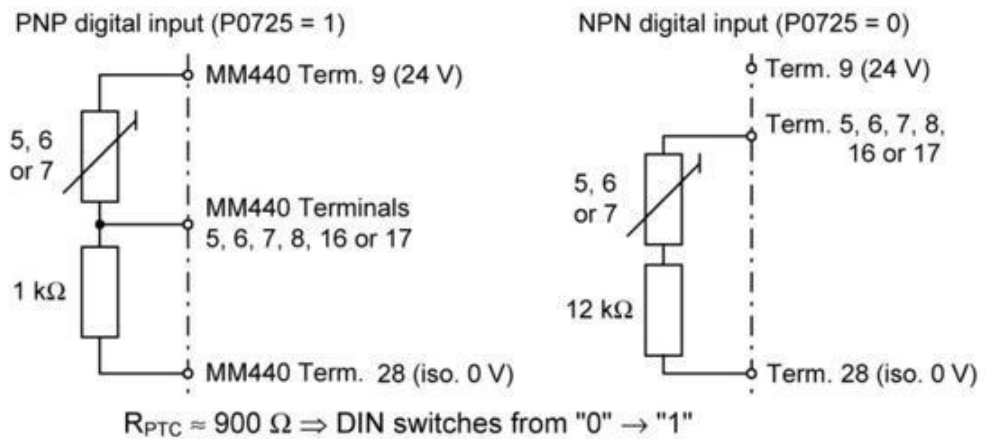 PNP digital input (P0725 = 1)
MM440 Term. 9 (24 V)
5, 6
or 7
MM440 Terminals
5, 6, 7, 8, 16 or 17
1 kΩ
MM440 Term. 28 (iso. 0 V)
NPN digital input (P0725 = 0)
Term. 9 (24 V)
Term. 5, 6, 7, 8,
16 or 17
5, 6
or 7
12 kΩ
Term. 28 (iso. 0 V)
R_PTC ≈ 900 Ω ⇒ DIN switches from "0" → "1"